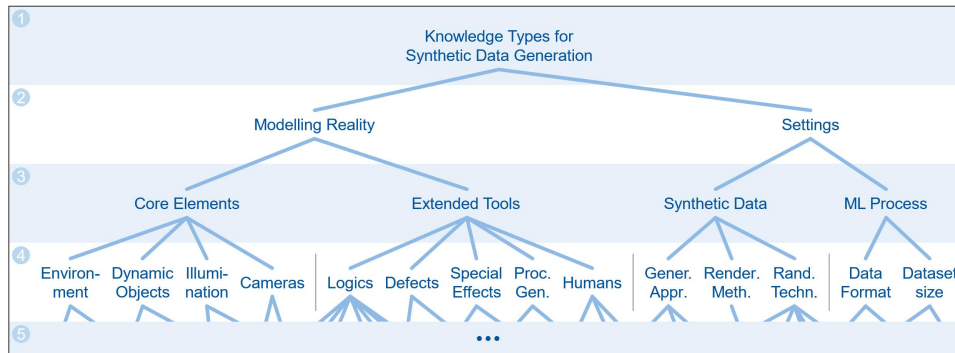 1
Knowledge Types for
Synthetic Data Generation
2
Modelling Reality
Settings
3
Core Elements
Extended Tools
Synthetic Data
ML Process
4
Environ-
ment
Dynamic
Objects
Illumi-
nation
Cameras
Logics
Defects
Special
Effects
Proc.
Gen.
Humans
Gener.
Appr.
Render.
Meth.
Rand.
Techn.
Data
Format
Dataset
size
5
...